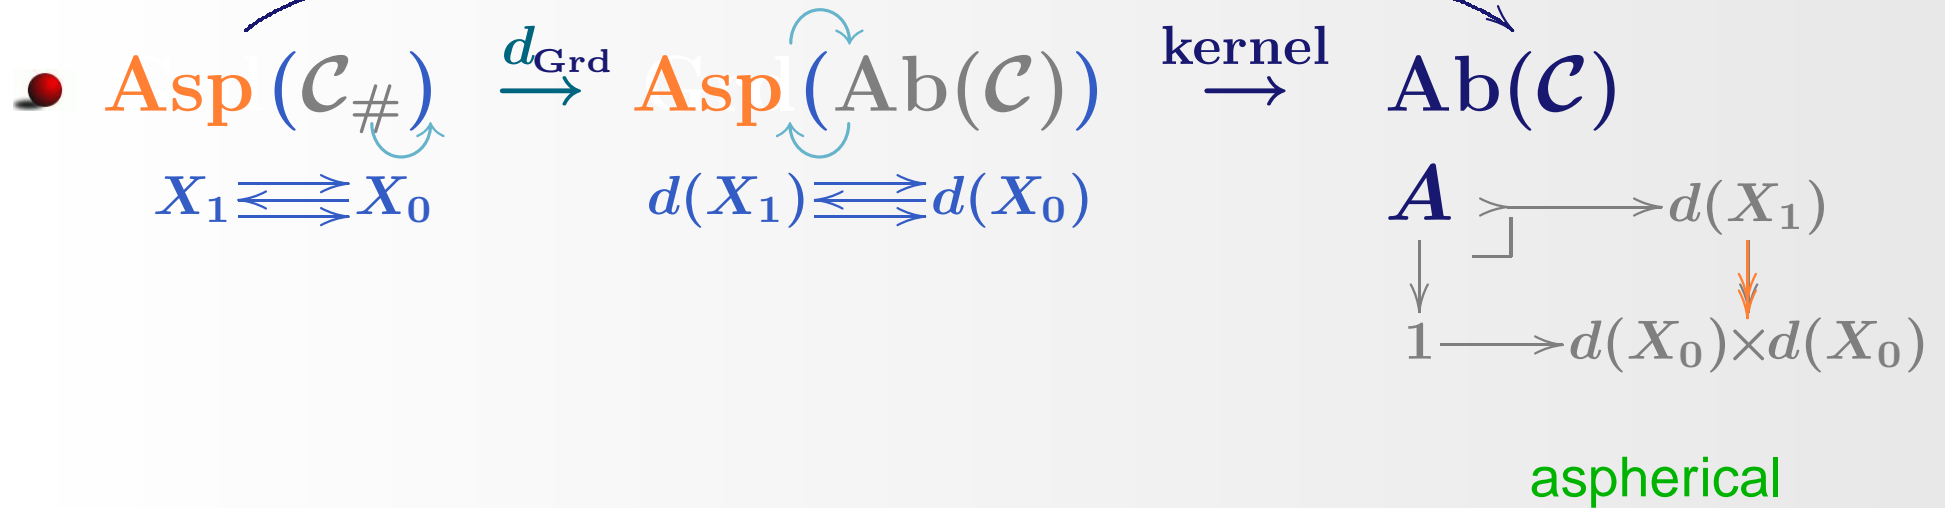 Asp(𝒞#) d_Grd → Asp(Ab(𝒞)) kernel → Ab(𝒞)
X₁ ⇄ X₀ d(X₁) ⇄ d(X₀) A ↣ d(X₁)
1 → d(X₀)×d(X₀)
aspherical